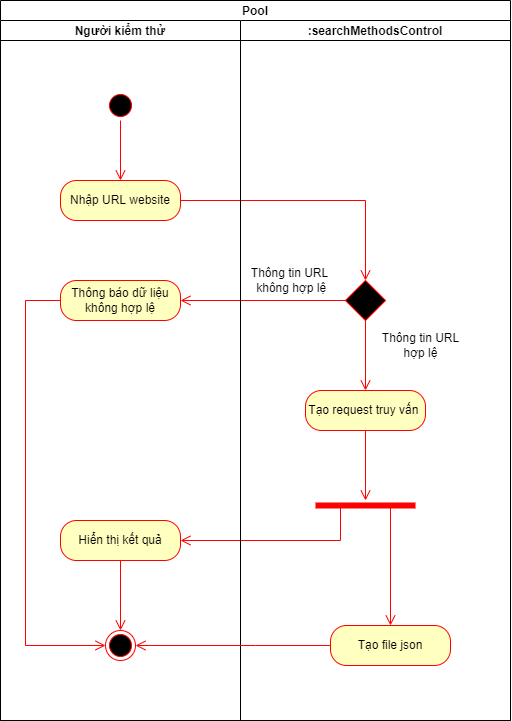 Pool
Người kiểm thử
:searchMethodsControl
Nhập URL website
Thông tin URL
không hợp lệ
Thông báo dữ liệu
không hợp lệ
Thông tin URL
hợp lệ
Tạo request truy vấn
Hiển thị kết quả
Tạo file json